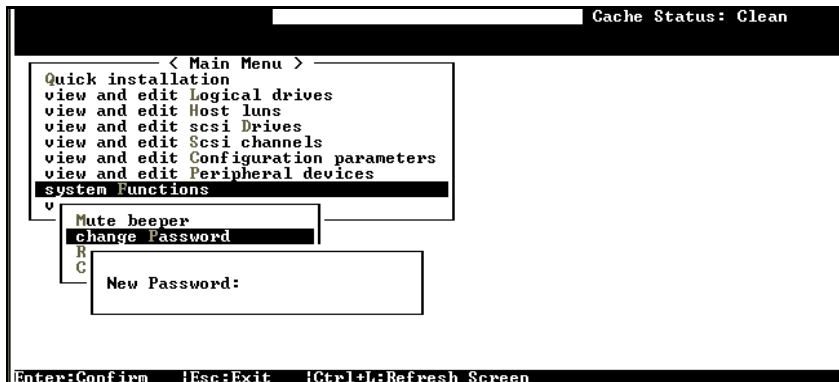 Cache Status: Clean
< Main Menu >
Quick installation
view and edit Logical drives
view and edit Host luns
view and edit scsi Drives
view and edit Scsi channels
view and edit Configuration parameters
view and edit Peripheral devices
system Functions
v
Mute beeper
change Password
R
C
New Password:
Enter:Confirm |Esc:Exit |Ctrl+L:Refresh Screen